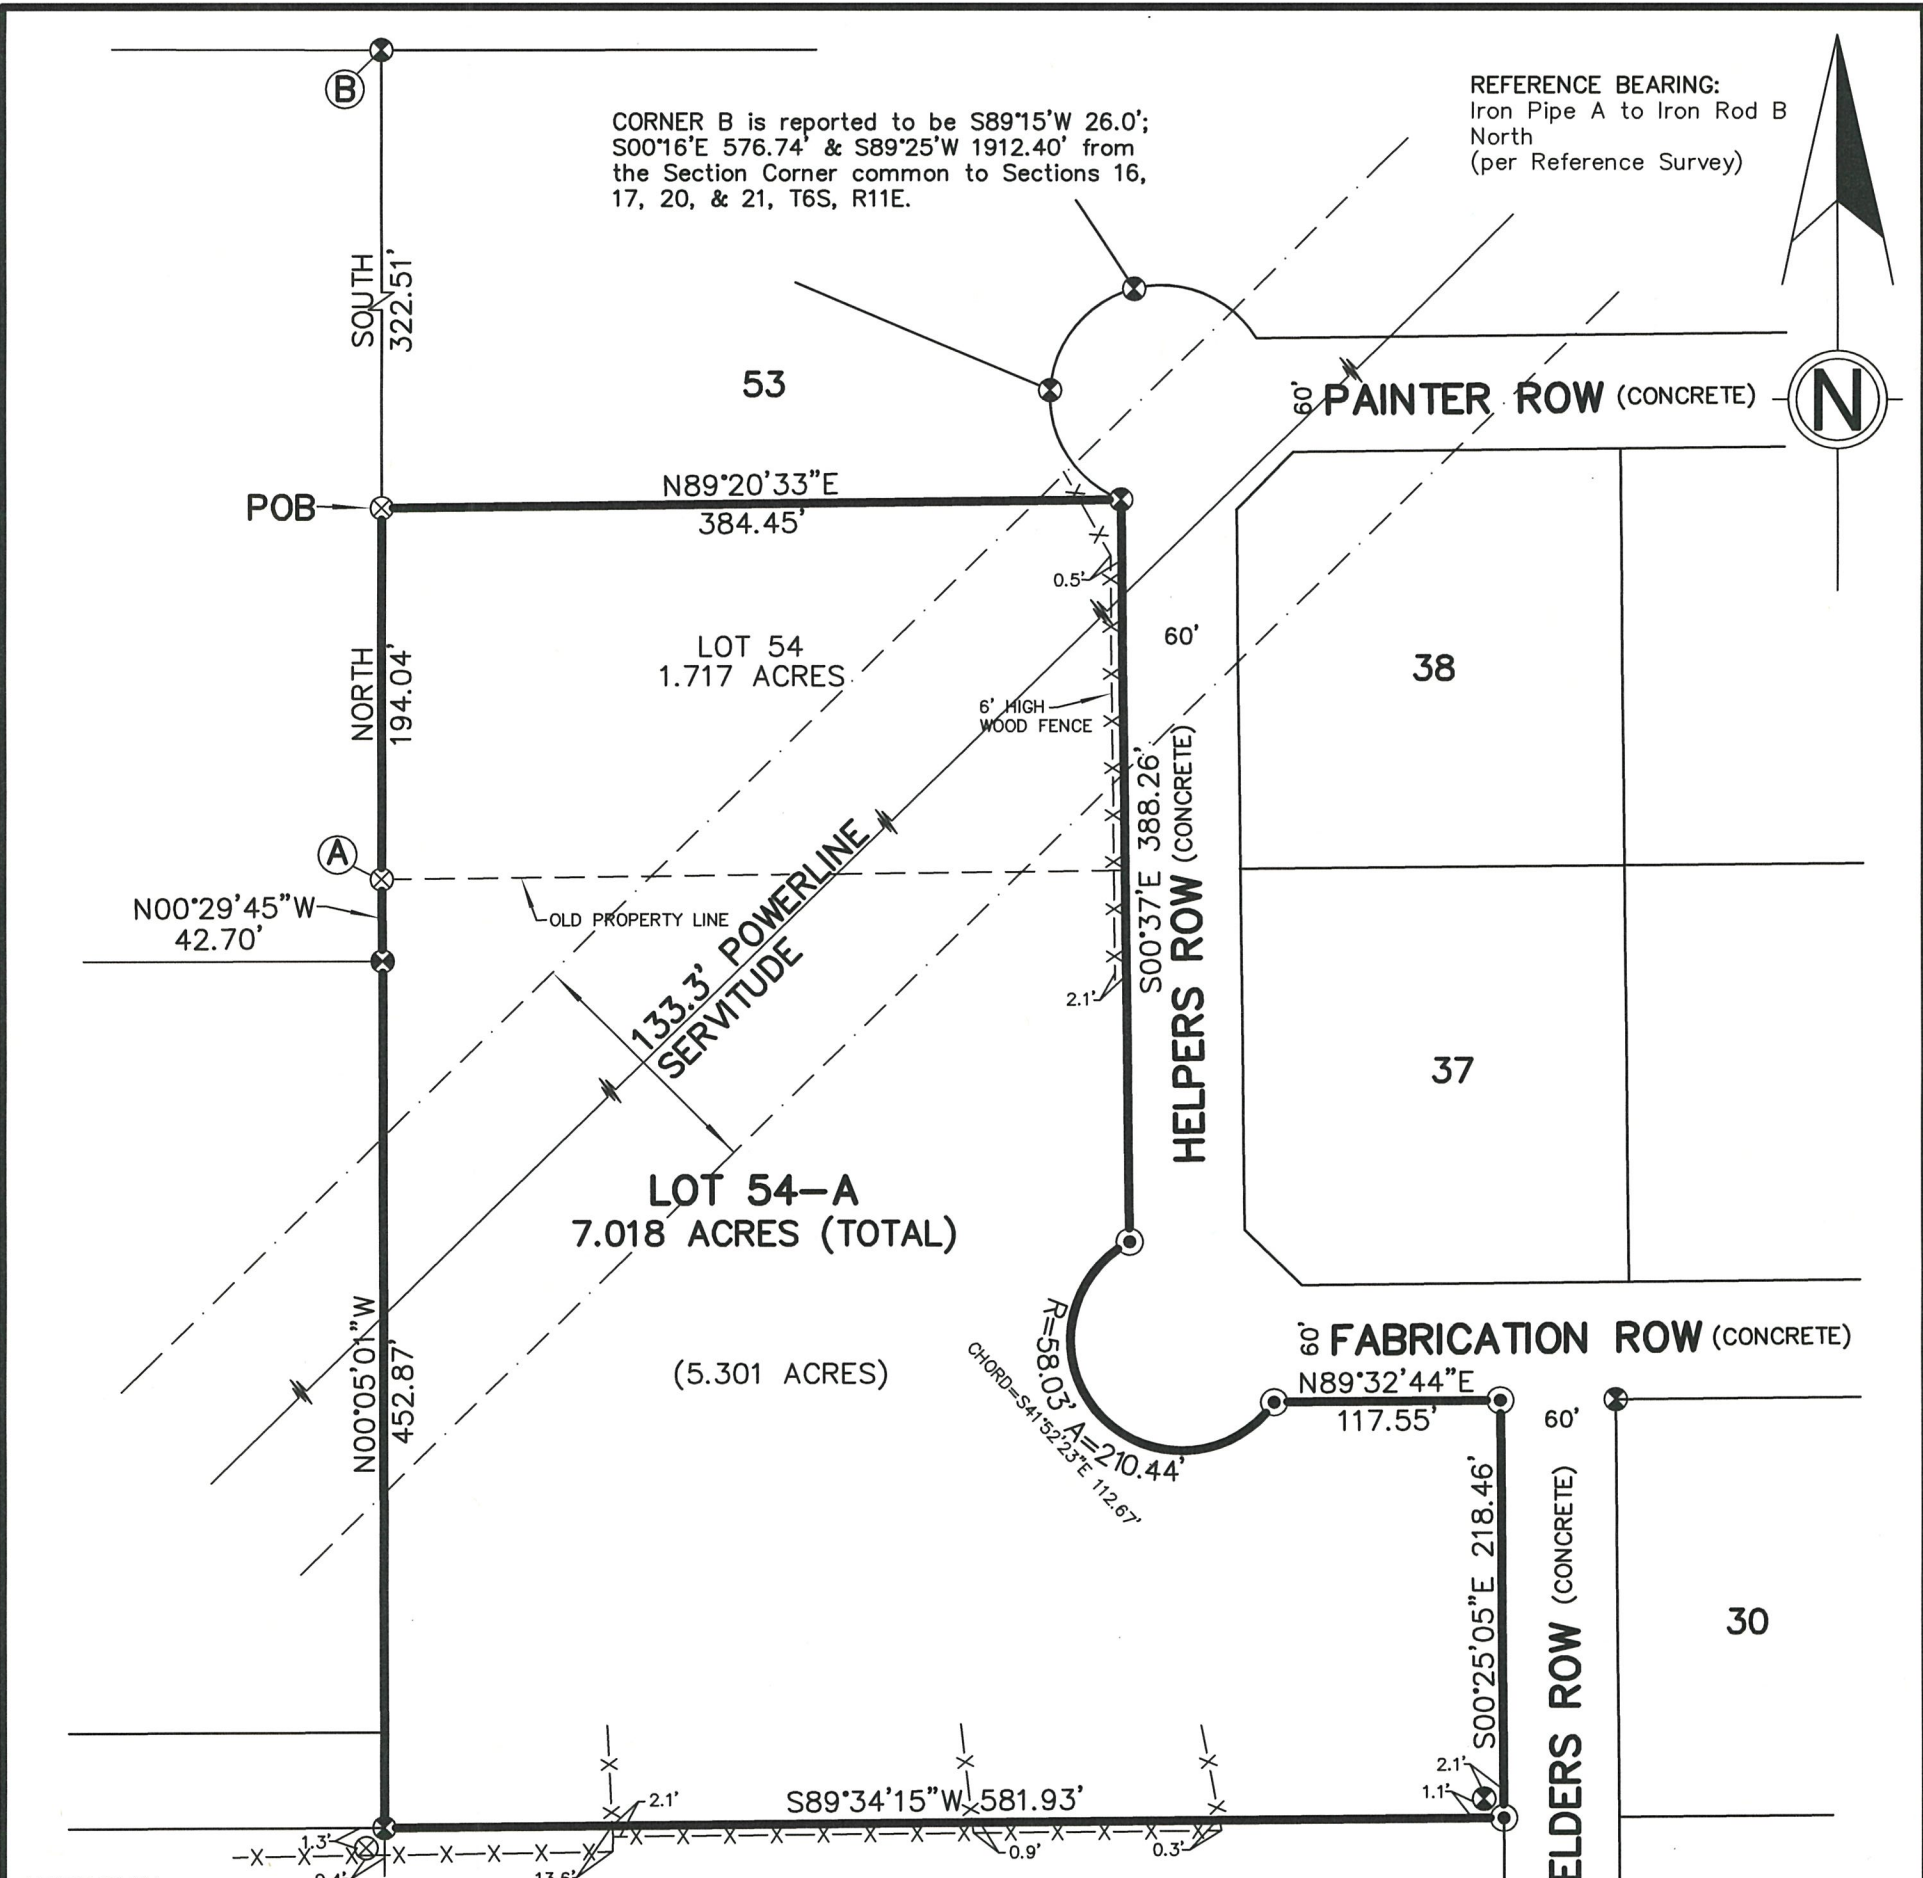 B
CORNER B is reported to be S89°15'W 26.0';
S00°16'E 576.74' & S89°25'W 1912.40' from
the Section Corner common to Sections 16,
17, 20, & 21, T6S, R11E.
REFERENCE BEARING:
Iron Pipe A to Iron Rod B
North
(per Reference Survey)
N
SOUTH
322.51'
53
60'
PAINTER ROW (CONCRETE)
POB
N89°20'33"E
384.45'
0.5'
60'
NORTH
194.04'
LOT 54
1.717 ACRES
6' HIGH
WOOD FENCE
38
S00°37'E 388.26'
HELPERS ROW (CONCRETE)
A
N00°29'45"W
42.70'
OLD PROPERTY LINE
133.3' POWERLINE
SERVITUDE
2.1'
37
LOT 54-A
7.018 ACRES (TOTAL)
(5.301 ACRES)
N00°05'01"W
452.87'
R=58.03' A=210.44'
CHORD=S41°52'23"E 112.67'
60'
FABRICATION ROW (CONCRETE)
N89°32'44"E
117.55'
60'
S00°25'05"E 218.46'
ELDERS ROW (CONCRETE)
30
2.1'
1.1'
S89°34'15"W 581.93'
2.1'
1.3'
0.9'
0.3'
13.6'